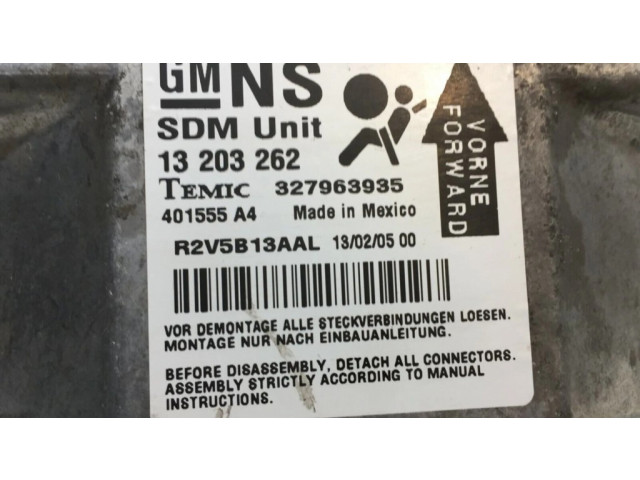 GM NS
SDM Unit
13 203 262
TEMIC 327963935
401555 A4 Made in Mexico
R2V5B13AAL 13/02/05 00
VORNE
FORWARD
VOR DEMONTAGE ALLE STECKVERBINDUNGEN LOESEN.
MONTAGE NUR NACH EINBAUANLEITUNG.
BEFORE DISASSEMBLY, DETACH ALL CONNECTORS.
ASSEMBLY STRICTLY ACCORDING TO MANUAL
INSTRUCTIONS.